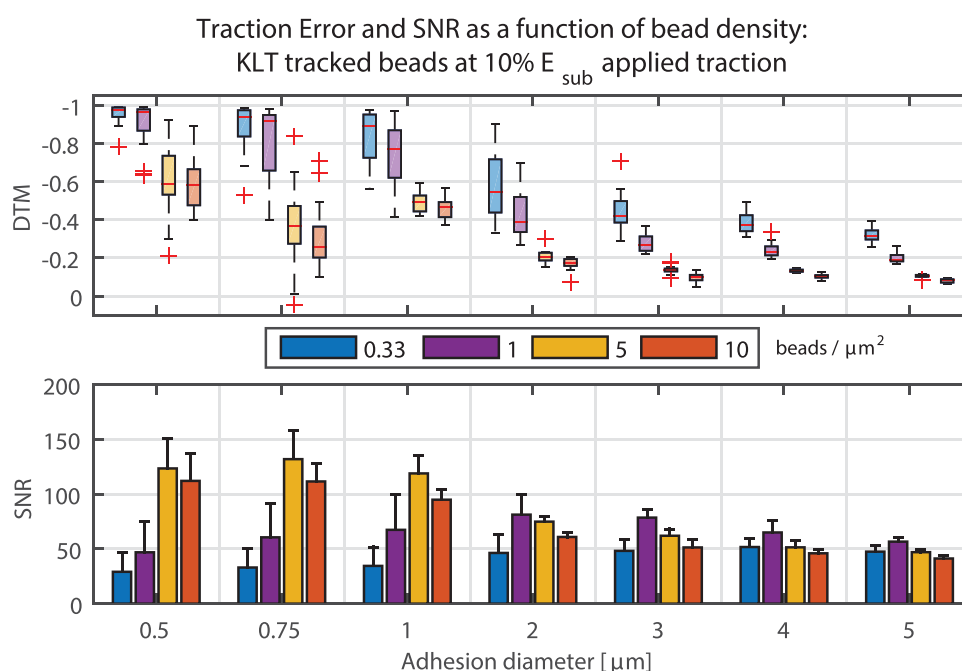 Traction Error and SNR as a function of bead density:
KLT tracked beads at 10% E_sub applied traction
DTM
-1
-0.8
-0.6
-0.4
-0.2
0
0.33 1 5 10 beads / μm²
SNR
200
150
100
50
0
0.5 0.75 1 2 3 4 5
Adhesion diameter [μm]